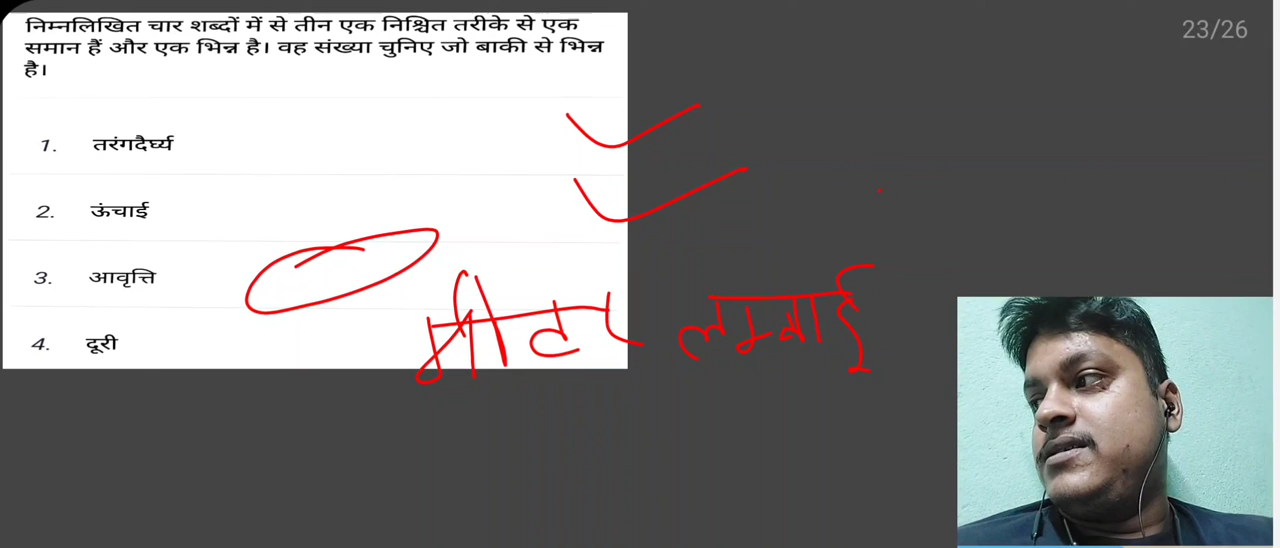 निम्नलिखित चार शब्दों में से तीन एक निश्चित तरीके से एक
समान हैं और एक भिन्न है। वह संख्या चुनिए जो बाकी से भिन्न
है।
23/26
1. तरंगदैर्घ्य
2. ऊंचाई
3. आवृत्ति
4. दूरी
मीटर लम्बाई